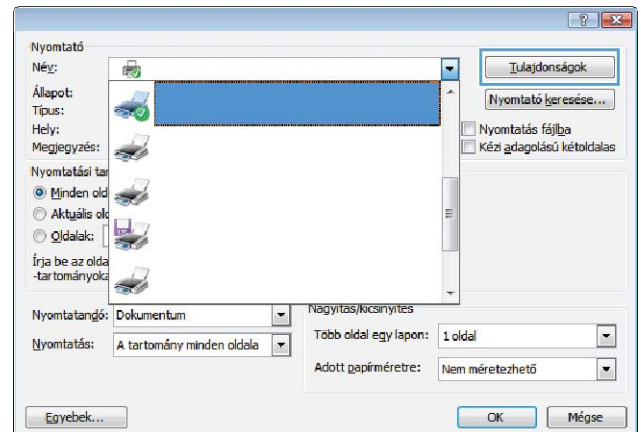 Nyomtató
Név:
Tulajdonságok
Állapot:
Nyomtató keresése...
Típus:
Hely:
Nyomtatás fájlba
Megjegyzés:
Kézi adagolású kétoldalas
Nyomtatási tar
Minden old
Aktuális old
Oldalak:
Írja be az olda
-tartományoka
Nyomtatandó: Dokumentum
Nagyítás/kicsinyítés
Nyomtatás: A tartomány minden oldala
Több oldal egy lapon: 1 oldal
Adott papírméretre: Nem méretezhető
Egyebek...
OK
Mégse